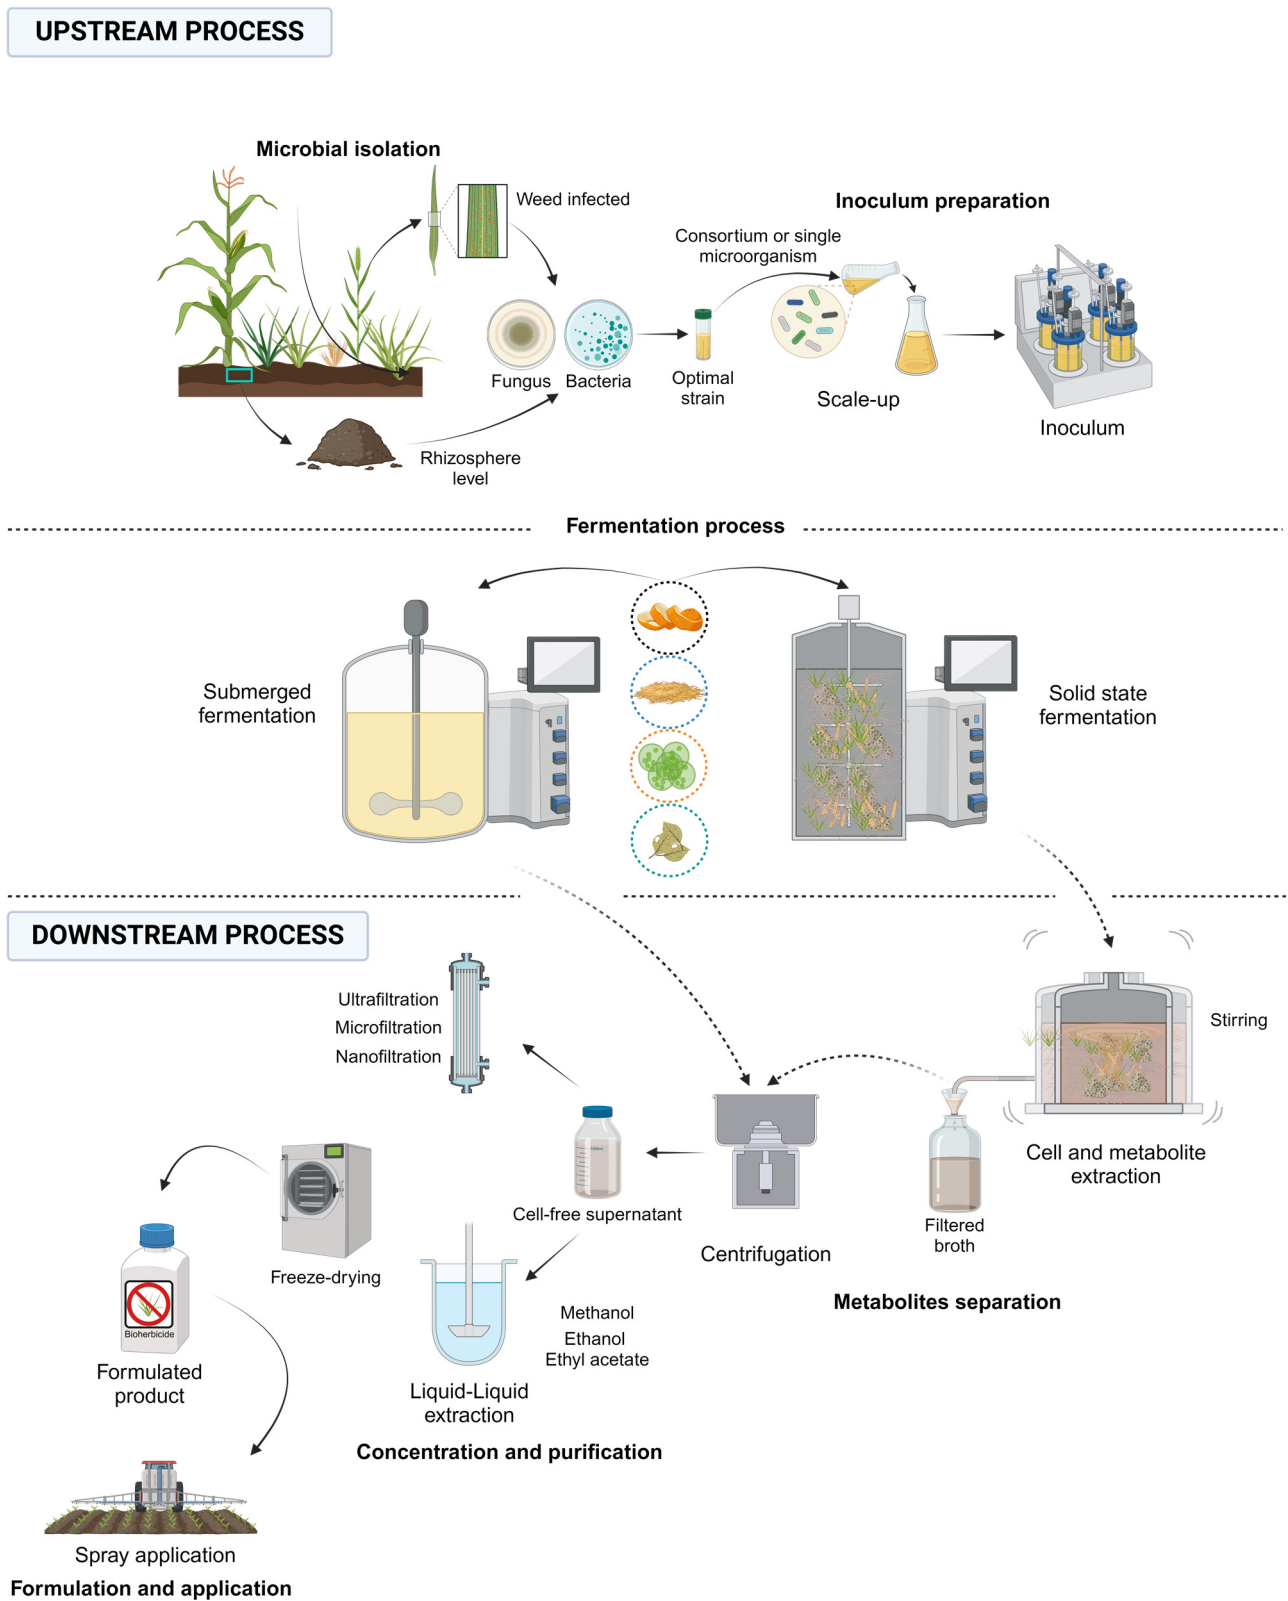 UPSTREAM PROCESS
Microbial isolation
Weed infected
Inoculum preparation
Consortium or single
microorganism
Fungus
Bacteria
Optimal
strain
Scale-up
Inoculum
Rhizosphere
level
Fermentation process
Submerged
fermentation
Solid state
fermentation
DOWNSTREAM PROCESS
Ultrafiltration
Microfiltration
Nanofiltration
Stirring
Cell and metabolite
extraction
Filtered
broth
Cell-free supernatant
Centrifugation
Metabolites separation
Freeze-drying
Bioherbicide
Formulated
product
Methanol
Ethanol
Ethyl acetate
Liquid-Liquid
extraction
Concentration and purification
Spray application
Formulation and application